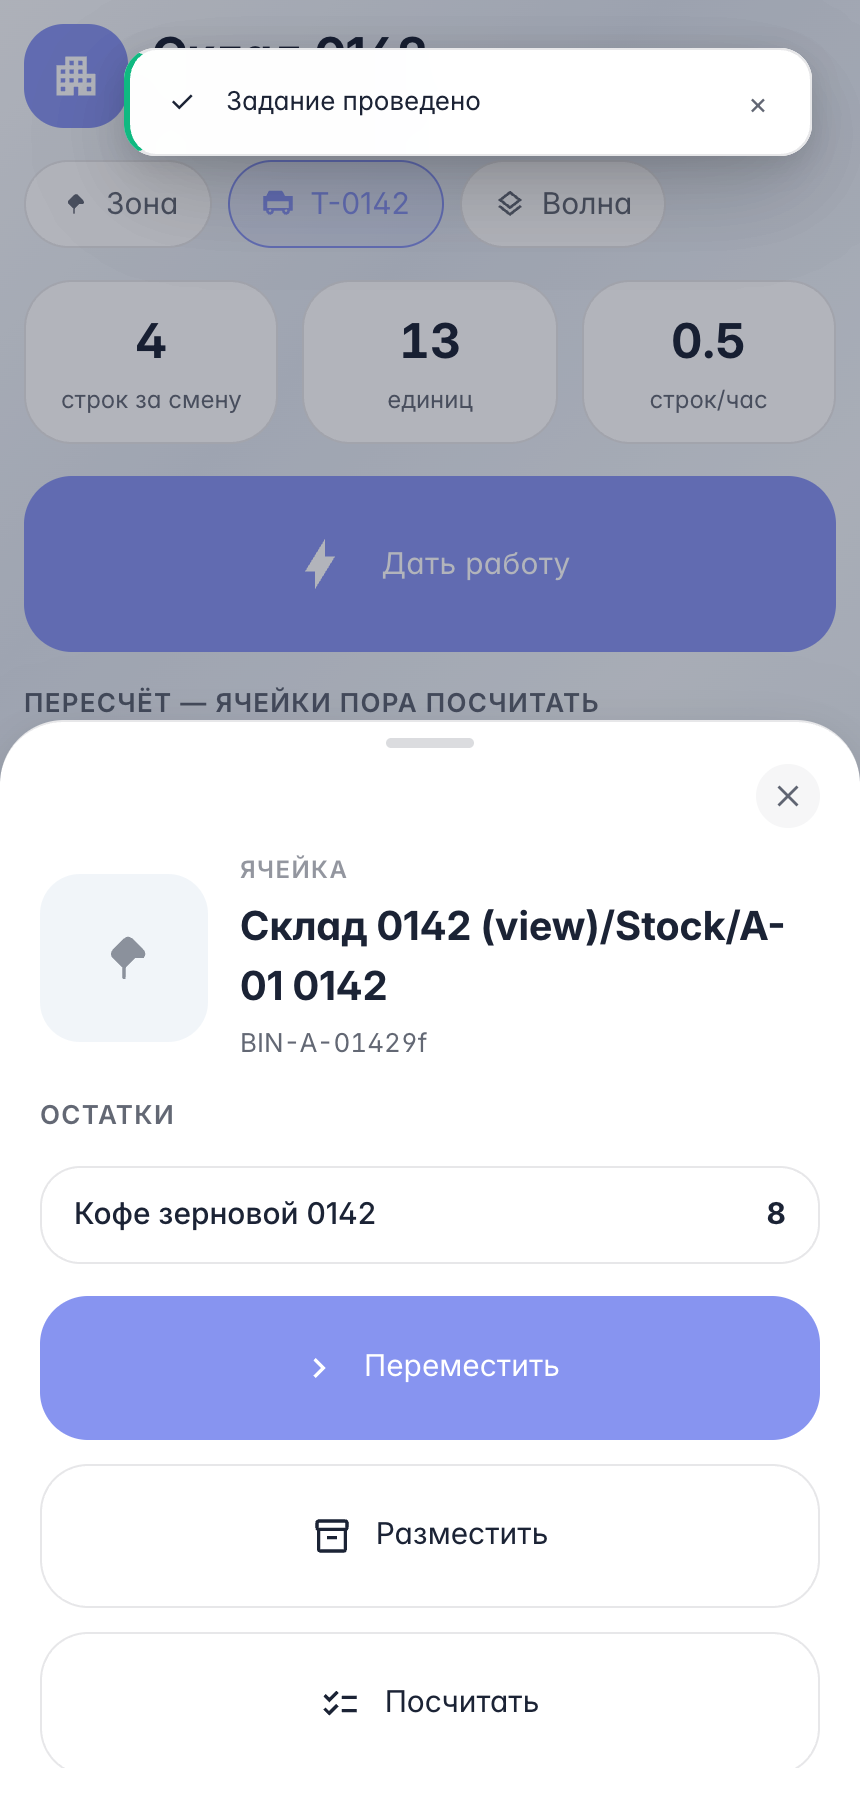 Склад 0142
Задание проведено
Зона
T-0142
Волна
4
13
0.5
строк за смену
единиц
строк/час
Дать работу
ПЕРЕСЧЁТ — ЯЧЕЙКИ ПОРА ПОСЧИТАТЬ
ЯЧЕЙКА
Склад 0142 (view)/Stock/A-
01 0142
BIN-A-01429f
ОСТАТКИ
Кофе зерновой 0142
8
Переместить
Разместить
Посчитать